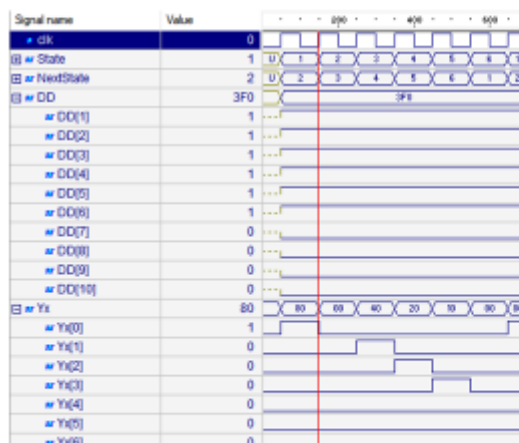 Signal name Value 200 400 600
clk 0
State 1 U 1 2 3 4 5 6 1
NextState 2 U 2 3 4 5 6 1 2
DD 3F0 3F0
DD[1] 1
DD[2] 1
DD[3] 1
DD[4] 1
DD[5] 1
DD[6] 1
DD[7] 0
DD[8] 0
DD[9] 0
DD[10] 0
Yx 80 80 00 40 20 10 00
Yx[0] 1
Yx[1] 0
Yx[2] 0
Yx[3] 0
Yx[4] 0
Yx[5] 0